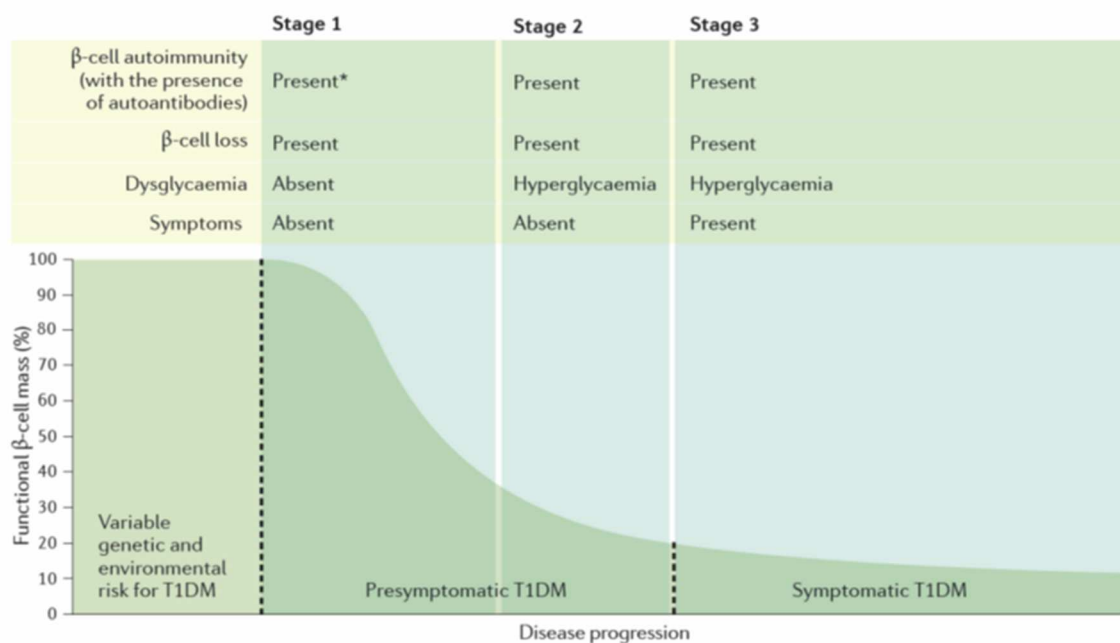 Stage 1
Stage 2
Stage 3
β-cell autoimmunity
(with the presence
of autoantibodies)
Present*
Present
Present
β-cell loss
Present
Present
Present
Dysglycaemia
Absent
Hyperglycaemia
Hyperglycaemia
Symptoms
Absent
Absent
Present
Functional β-cell mass (%)
100
90
80
70
60
50
40
30
20
10
0
Variable
genetic and
environmental
risk for T1DM
Presymptomatic T1DM
Symptomatic T1DM
Disease progression